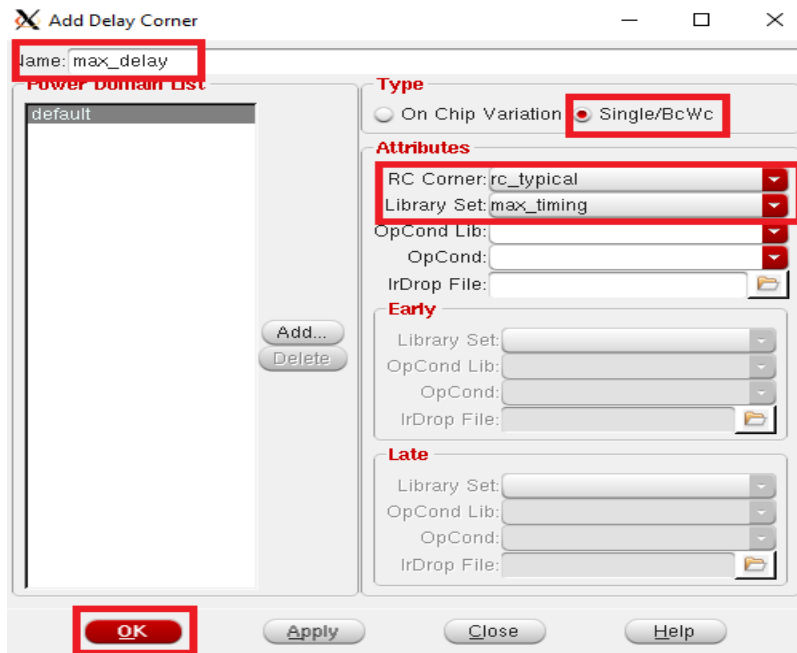 Add Delay Corner
Name: max_delay
Power Domain List
default
Add...
Delete
Type
On Chip Variation
Single/BcWc
Attributes
RC Corner: rc_typical
Library Set: max_timing
OpCond Lib:
OpCond:
IrDrop File:
Early
Library Set:
OpCond Lib:
OpCond:
IrDrop File:
Late
Library Set:
OpCond Lib:
OpCond:
IrDrop File:
OK
Apply
Close
Help